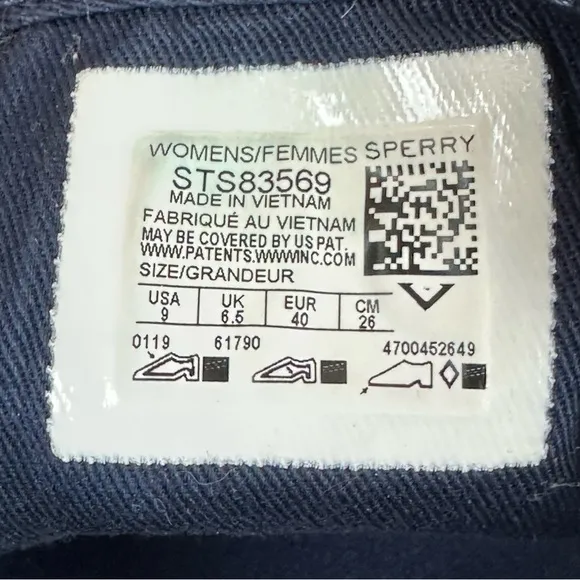 WOMENS/FEMMES SPERRY
STS83569
MADE IN VIETNAM
FABRIQUÉ AU VIETNAM
MAY BE COVERED BY US PAT.
WWW.PATENTS.WWWINC.COM
SIZE/GRANDEUR
USA UK EUR CM
9 6.5 40 26
0119 61790 4700452649